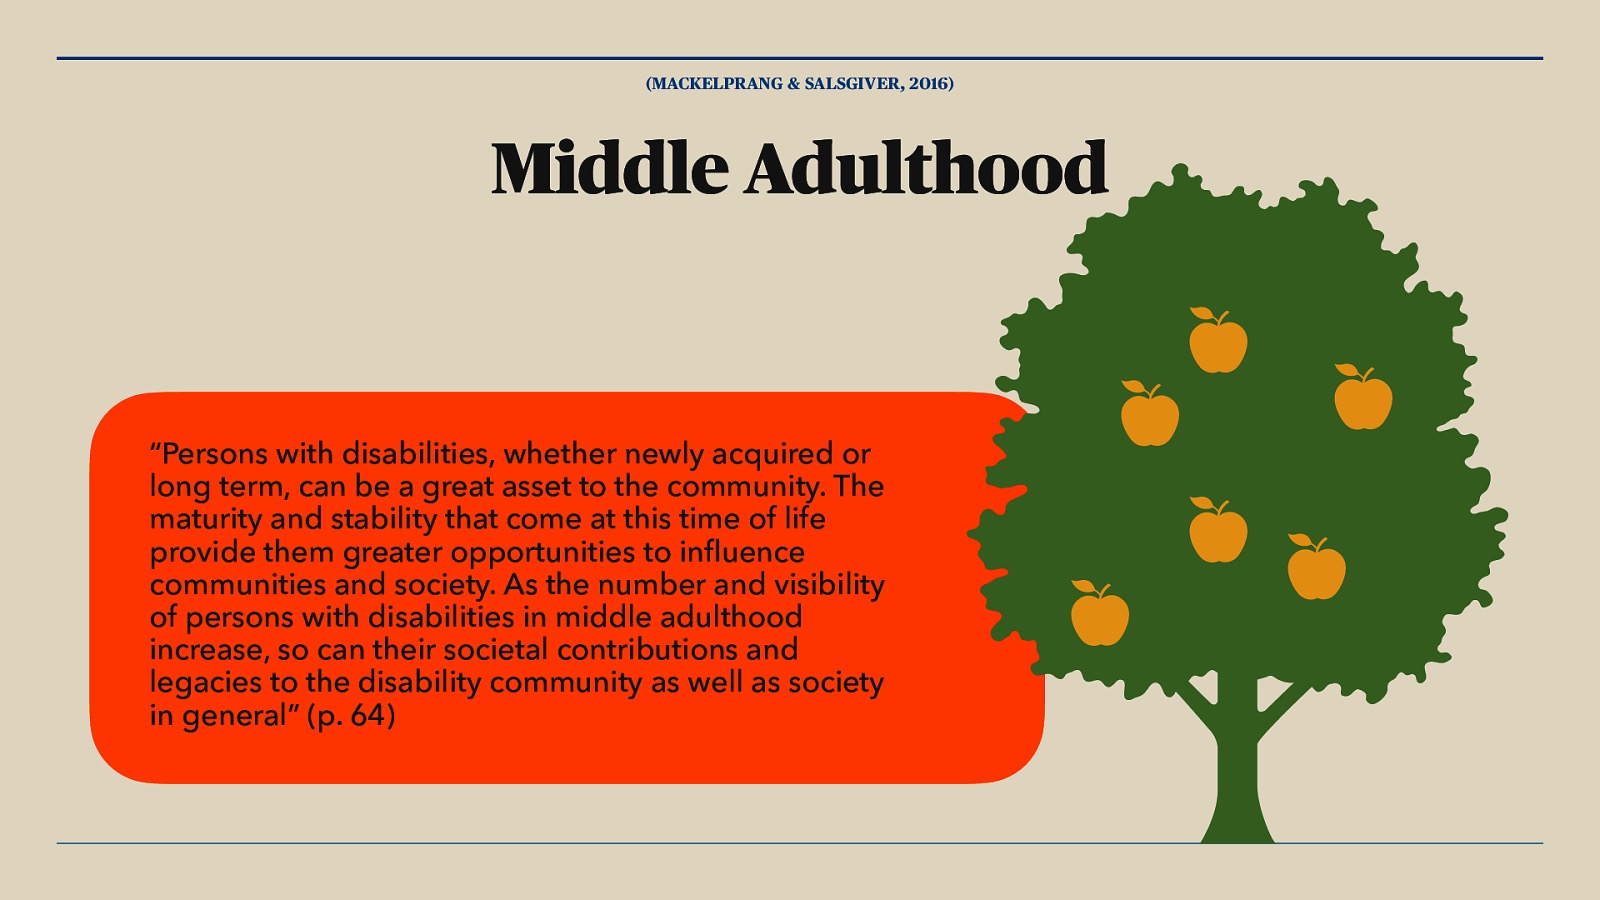 (MACKELPRANG & SALSGIVER, 2016)
Middle Adulthood
“Persons with disabilities, whether newly acquired or
long term, can be a great asset to the community. The
maturity and stability that come at this time of life
provide them greater opportunities to influence
communities and society. As the number and visibility
of persons with disabilities in middle adulthood
increase, so can their societal contributions and
legacies to the disability community as well as society
in general” (p. 64)